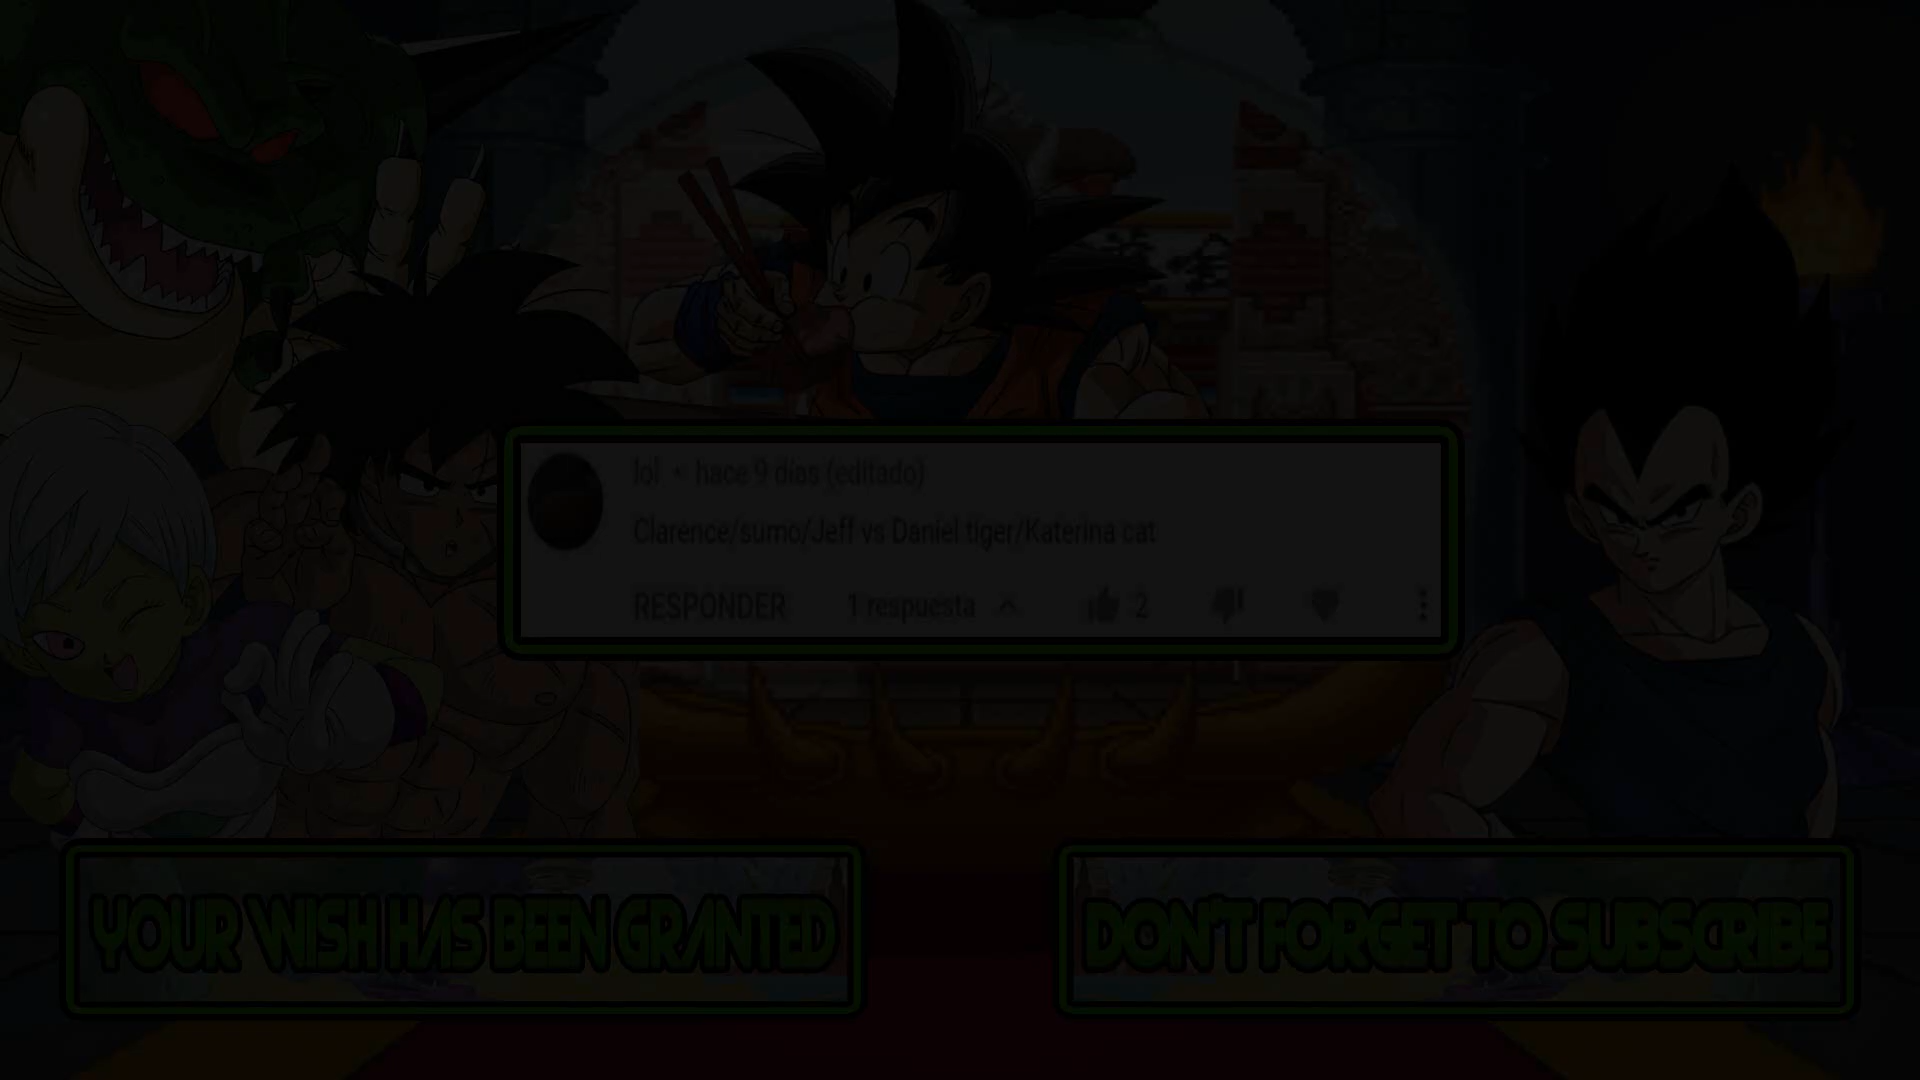 lol • hace 9 días (editado)
Clarence/sumo/Jeff vs Daniel tiger/Katerina cat
RESPONDER 1 respuesta 2
YOUR WISH HAS BEEN GRANTED
DON'T FORGET TO SUBSCRIBE